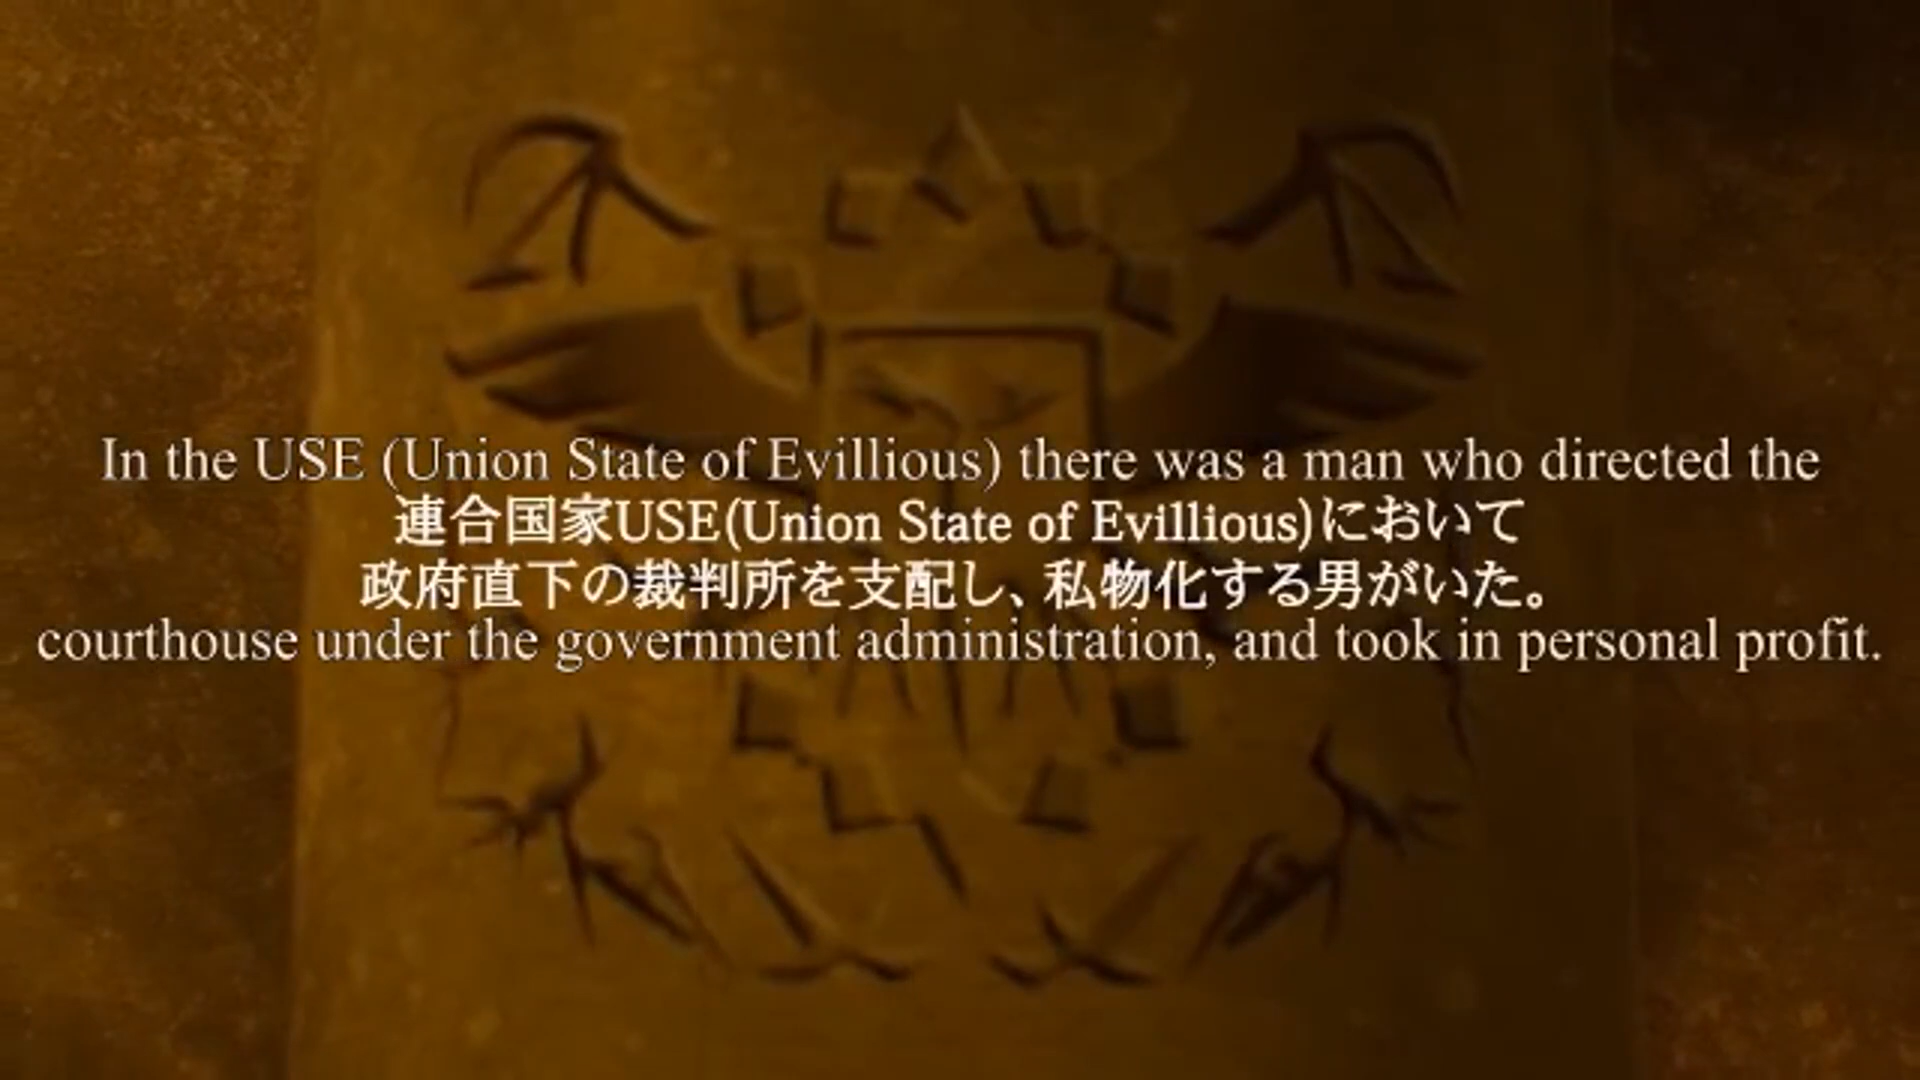 In the USE (Union State of Evillious) there was a man who directed the
連合国家USE(Union State of Evillious)において
政府直下の裁判所を支配し、私物化する男がいた。
courthouse under the government administration, and took in personal profit.